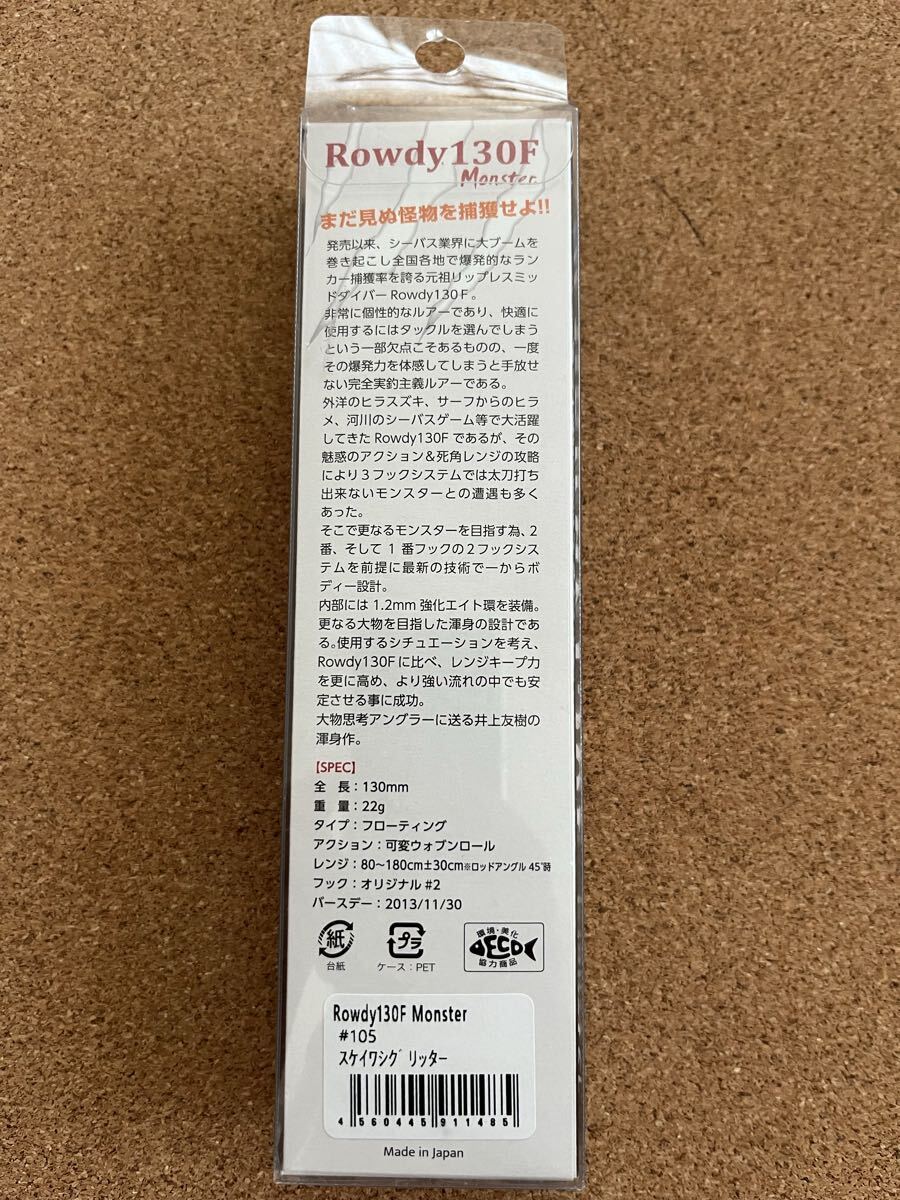 Rowdy130F
Monster
まだ見ぬ怪物を捕獲せよ!!
発売以来、シーバス業界に大ブームを
巻き起こし全国各地で爆発的なラン
カー捕獲率を誇る元祖リップレスミッ
ドダイバー Rowdy130F。
非常に個性的なルアーであり、快適に
使用するにはタックルを選んでしまう
という一部欠点こそあるものの、一度
その爆発力を体感してしまうと手放せ
ない完全実釣主義ルアーである。
外洋のヒラスズキ、サーフからのヒラ
メ、河川のシーバスゲーム等で大活躍
してきた Rowdy130F であるが、その
魅惑のアクション＆死角レンジの攻略
により３フックシステムでは太刀打ち
出来ないモンスターとの遭遇も多く
あった。
そこで更なるモンスターを目指す為、2
番、そして 1 番フックの２フックシス
テムを前提に最新の技術で一からボ
ディー設計。
内部には 1.2mm 強化エイト環を装備。
更なる大物を目指した渾身の設計であ
る。使用するシチュエーションを考え、
Rowdy130F に比べ、レンジキープ力
を更に高め、より強い流れの中でも安
定させる事に成功。
大物思考アングラーに送る井上友樹の
渾身作。
【SPEC】
全 長：130mm
重 量：22g
タイプ：フローティング
アクション：可変ウォブンロール
レンジ：80～180cm±30cm※ロッドアングル 45°時
フック：オリジナル #2
バースデー：2013/11/30
紙
台紙
プラ
ケース：PET
環境・美化
ECO
協力商品
Rowdy130F Monster
#105
ｽｹｲﾜｼｸﾞﾘｯﾀｰ
4 560445 911485
Made in Japan